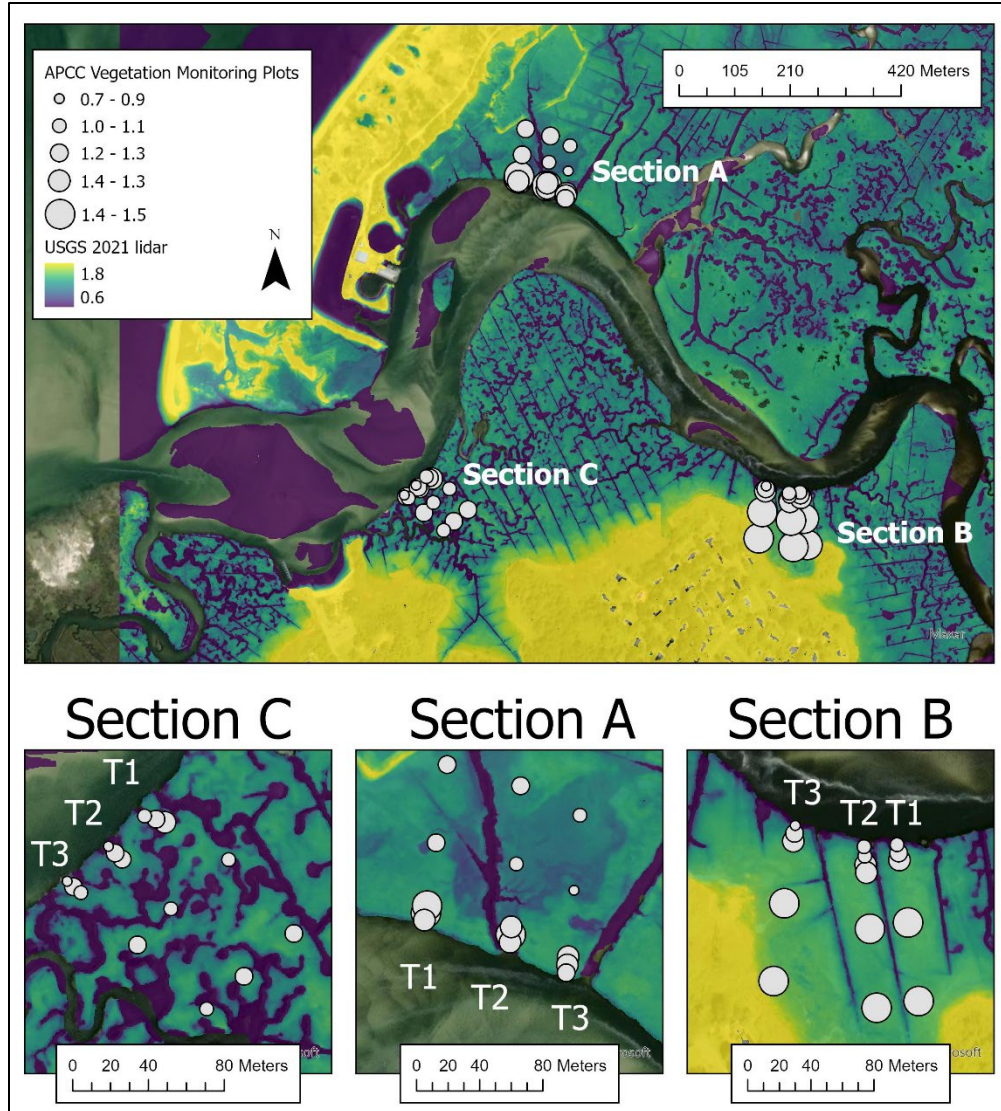 APCC Vegetation Monitoring Plots
0.7 - 0.9
1.0 - 1.1
1.2 - 1.3
1.4 - 1.3
1.4 - 1.5
USGS 2021 lidar
1.8
0.6
N
0 105 210 420 Meters
Section A
Section C
Section B
Maxar
Section C
T1
T2
T3
soft
0 20 40 80 Meters
Section A
T1
T2
T3
osoft
0 20 40 80 Meters
Section B
T3
T2
T1
osoft
0 20 40 80 Meters